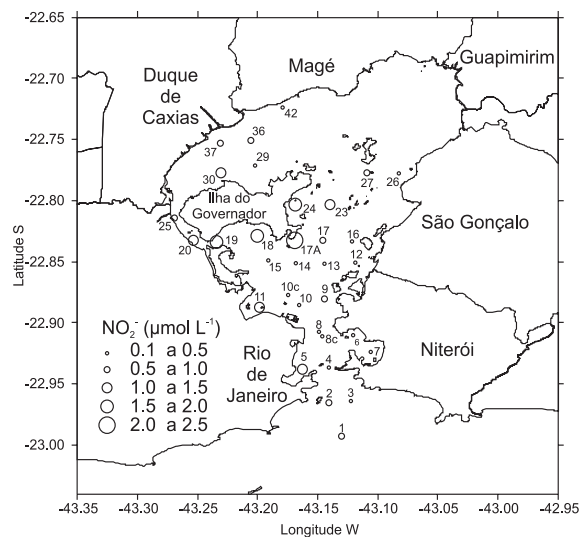 -22.65
-22.70
-22.75
-22.80
-22.85
-22.90
-22.95
-23.00
Latitude S
Guapimirim
Magé
Duque
de
Caxias
42
36
37
29
30
27
26
Ilha do
Governador
24
23
São Gonçalo
25
20
19
18
17A
17
16
15
14
13
12
10c
10
9
11
8
8c
6
7
5
4
2
3
1
Rio
de
Janeiro
Niterói
NO2- (µmol L-1)
0.1 a 0.5
0.5 a 1.0
1.0 a 1.5
1.5 a 2.0
2.0 a 2.5
-43.35 -43.30 -43.25 -43.20 -43.15 -43.10 -43.05 -43.00 -42.95
Longitude W